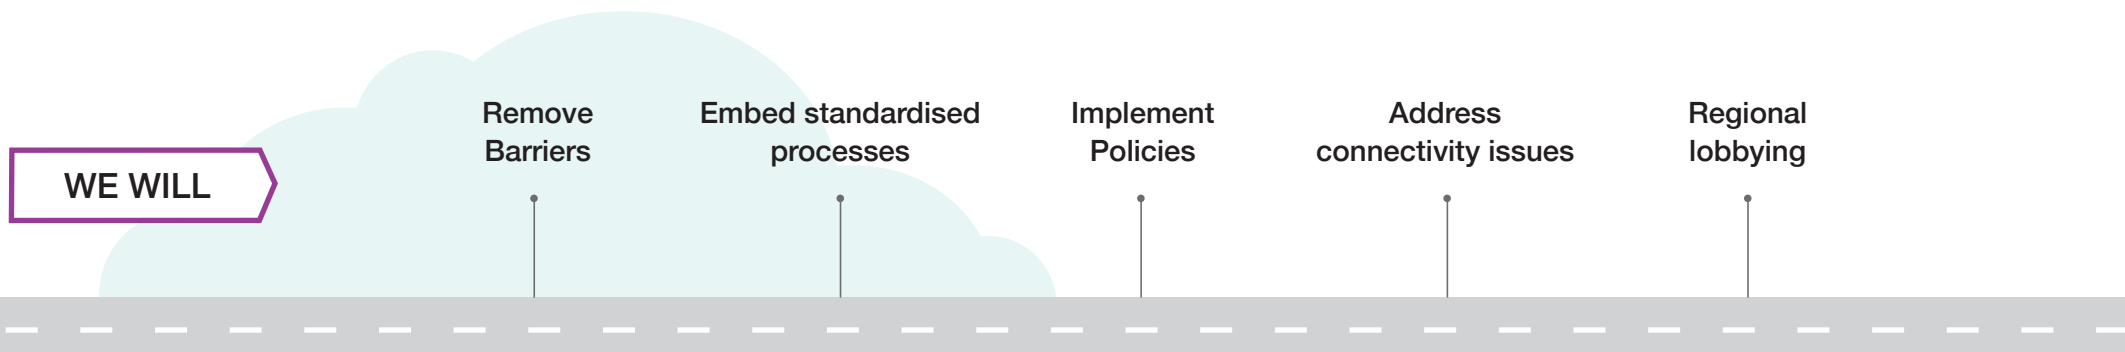 WE WILL
Remove
Barriers
Embed standardised
processes
Implement
Policies
Address
connectivity issues
Regional
lobbying